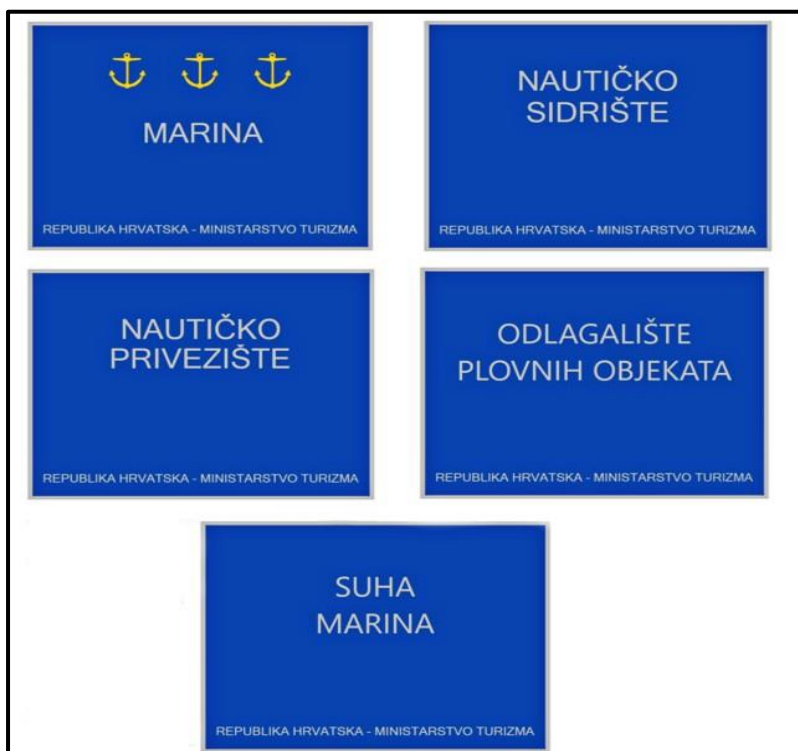 MARINA
REPUBLIKA HRVATSKA - MINISTARSTVO TURIZMA
NAUTIČKO
SIDRIŠTE
REPUBLIKA HRVATSKA - MINISTARSTVO TURIZMA
NAUTIČKO
PRIVEZIŠTE
REPUBLIKA HRVATSKA - MINISTARSTVO TURIZMA
ODLAGALIŠTE
PLOVNIH OBJEKATA
REPUBLIKA HRVATSKA - MINISTARSTVO TURIZMA
SUHA
MARINA
REPUBLIKA HRVATSKA - MINISTARSTVO TURIZMA